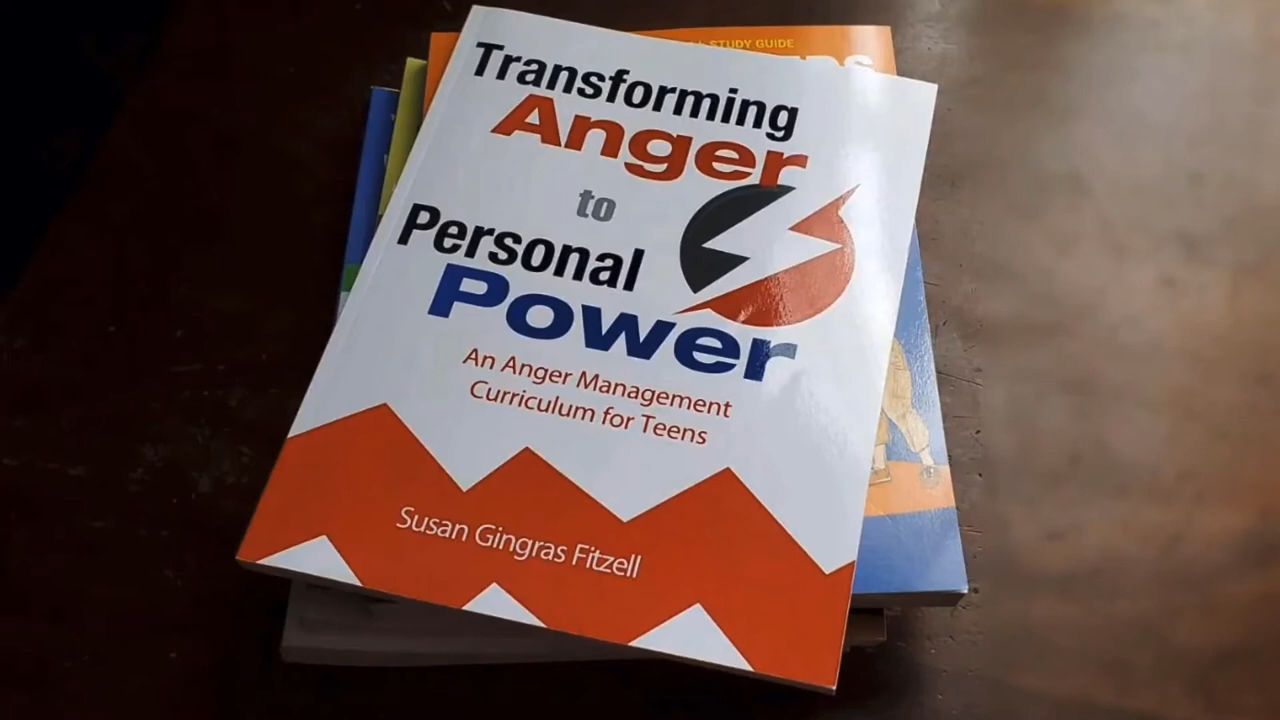 STUDY GUIDE
Transforming
Anger
to
Personal
Power
An Anger Management
Curriculum for Teens
Susan Gingras Fitzell